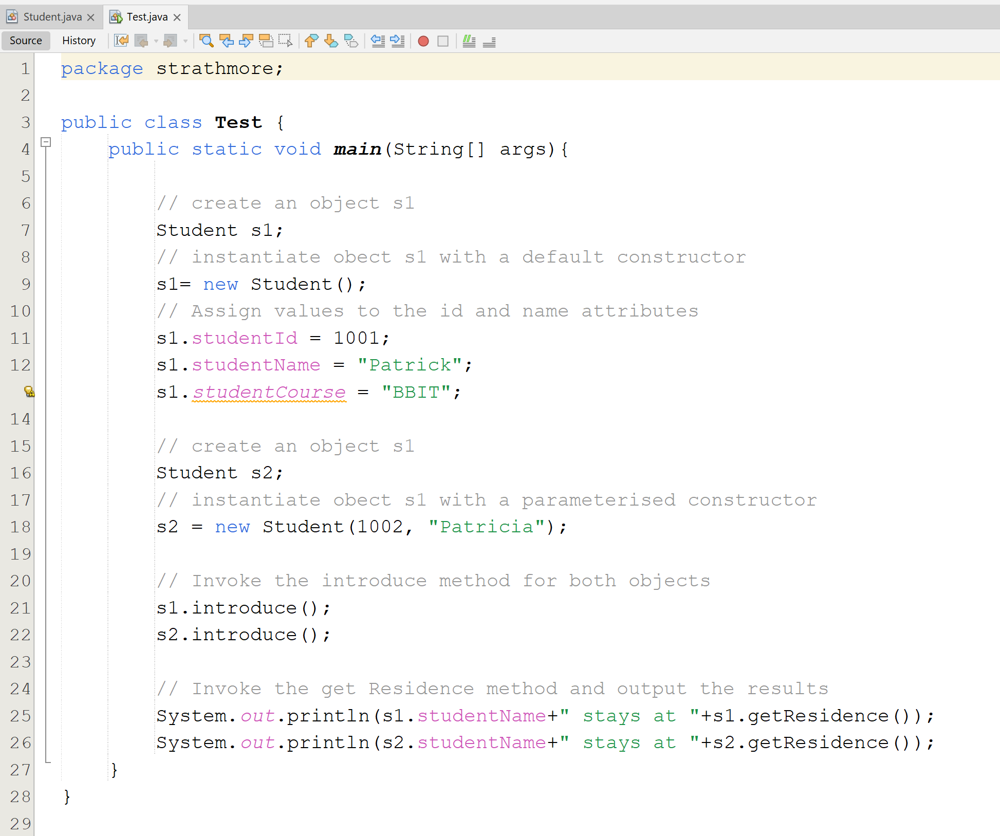 Student.java Test.java
Source History
1 package strathmore;
2
3 public class Test {
4 public static void main(String[] args){
5
6 // create an object s1
7 Student s1;
8 // instantiate obect s1 with a default constructor
9 s1= new Student();
10 // Assign values to the id and name attributes
11 s1.studentId = 1001;
12 s1.studentName = "Patrick";
s1.studentCourse = "BBIT";
14
15 // create an object s1
16 Student s2;
17 // instantiate obect s1 with a parameterised constructor
18 s2 = new Student(1002, "Patricia");
19
20 // Invoke the introduce method for both objects
21 s1.introduce();
22 s2.introduce();
23
24 // Invoke the get Residence method and output the results
25 System.out.println(s1.studentName+" stays at "+s1.getResidence());
26 System.out.println(s2.studentName+" stays at "+s2.getResidence());
27 }
28 }
29